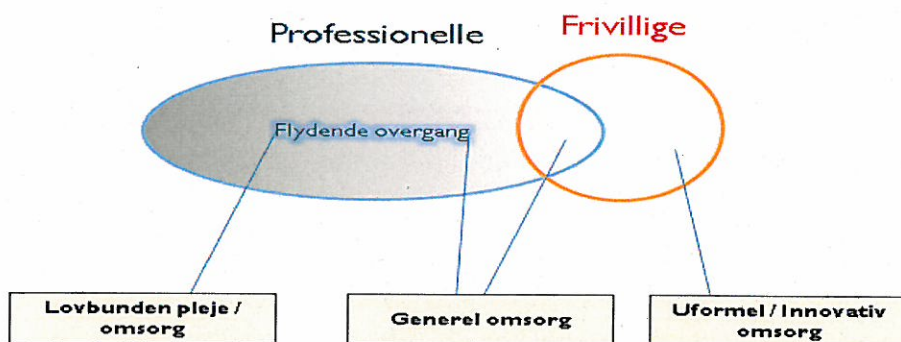 Professionelle
Frivillige
Flydende overgang
Lovbunden pleje /
omsorg
Generel omsorg
Uformel / Innovativ
omsorg